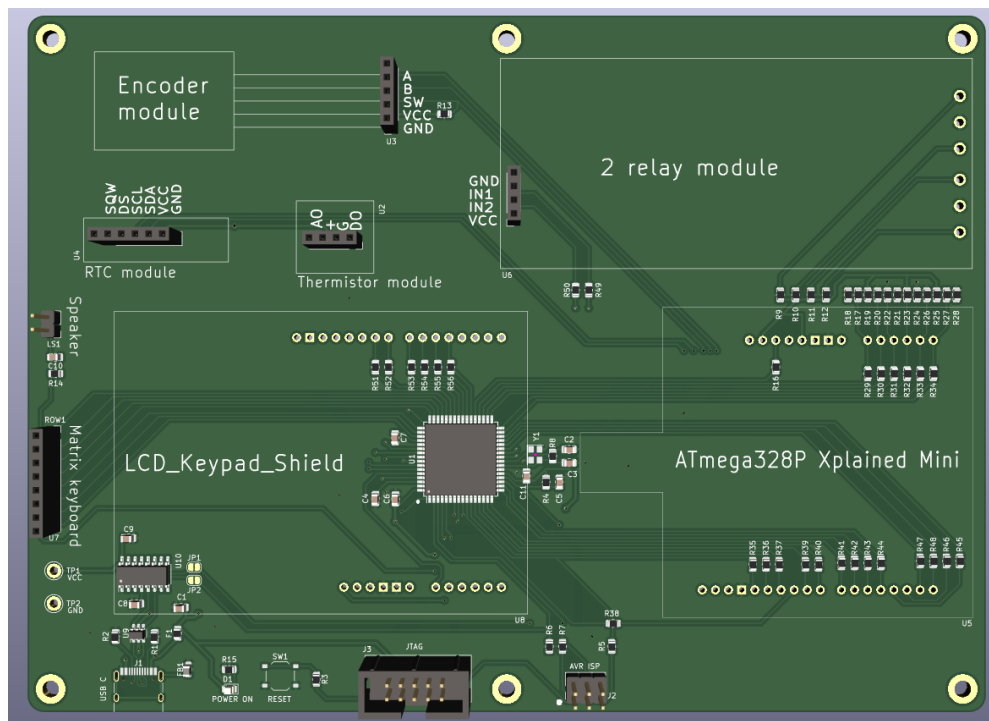 Encoder
module
A
B
SW
VCC
GND
U3
R13
2 relay module
GND
IN1
IN2
VCC
U6
SQW
DS
SCL
SDA
VCC
GND
U4
RTC module
AO
+
G
DO
U2
Thermistor module
R50
R49
R9
R10
R11
R12
R18
R17
R19
R20
R22
R21
R23
R24
R26
R25
R27
R28
Speaker
LS1
C10
R14
R51
R52
R53
R54
R55
R56
R16
R29
R30
R31
R32
R33
R34
ROW1
Matrix keyboard
U7
LCD_Keypad_Shield
C7
U1
C4
C6
Y1
R8
C2
C3
C11
R4
C5
ATmega328P Xplained Mini
C9
U10
JP1
JP2
TP1
VCC
TP2
GND
C8
C1
U8
R35
R36
R37
R39
R40
R41
R42
R43
R44
R47
R48
R46
R45
U5
R2
U9
R1
F1
J1
USB C
FB1
R15
D1
POWER ON
SW1
RESET
R3
J3
JTAG
R6
R7
R38
R5
AVR ISP
J2